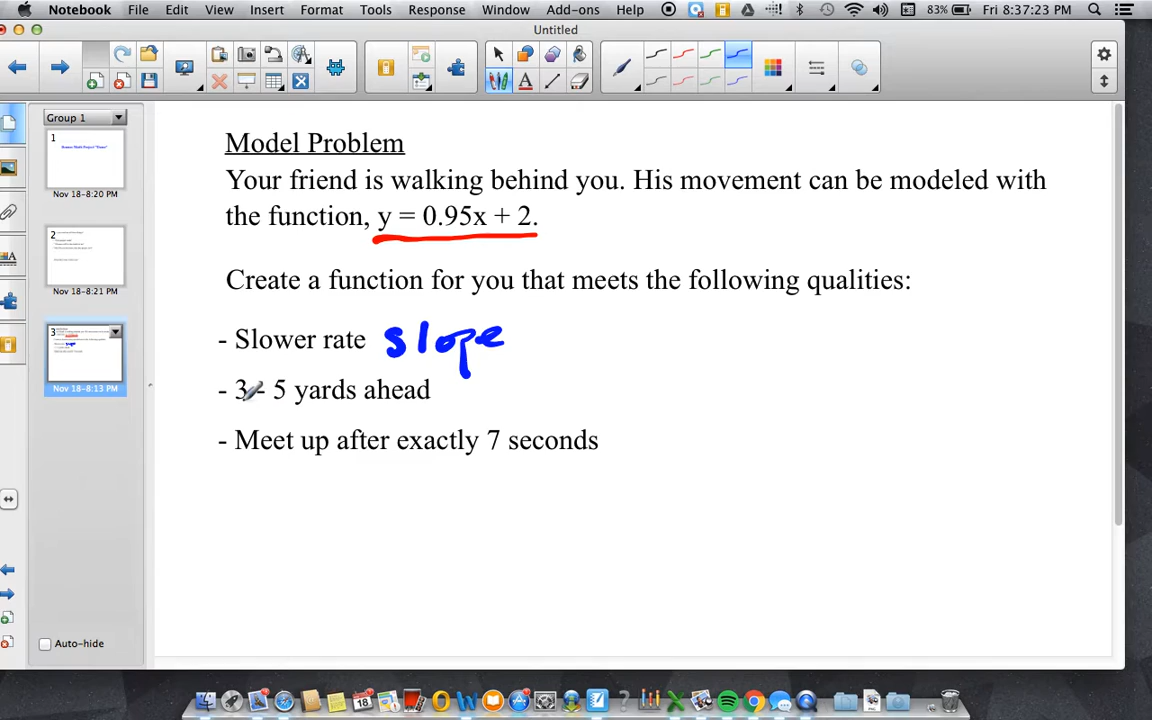 Notebook File Edit View Insert Format Tools Response Window Add-ons Help 83% Fri 8:37:23 PM
Untitled
Group 1
1
Nov 18-8:20 PM
2
Nov 18-8:21 PM
3
Nov 18-8:13 PM
Auto-hide
Model Problem
Your friend is walking behind you. His movement can be modeled with
the function, y = 0.95x + 2.
Create a function for you that meets the following qualities:
- Slower rate slope
- 3 - 5 yards ahead
- Meet up after exactly 7 seconds